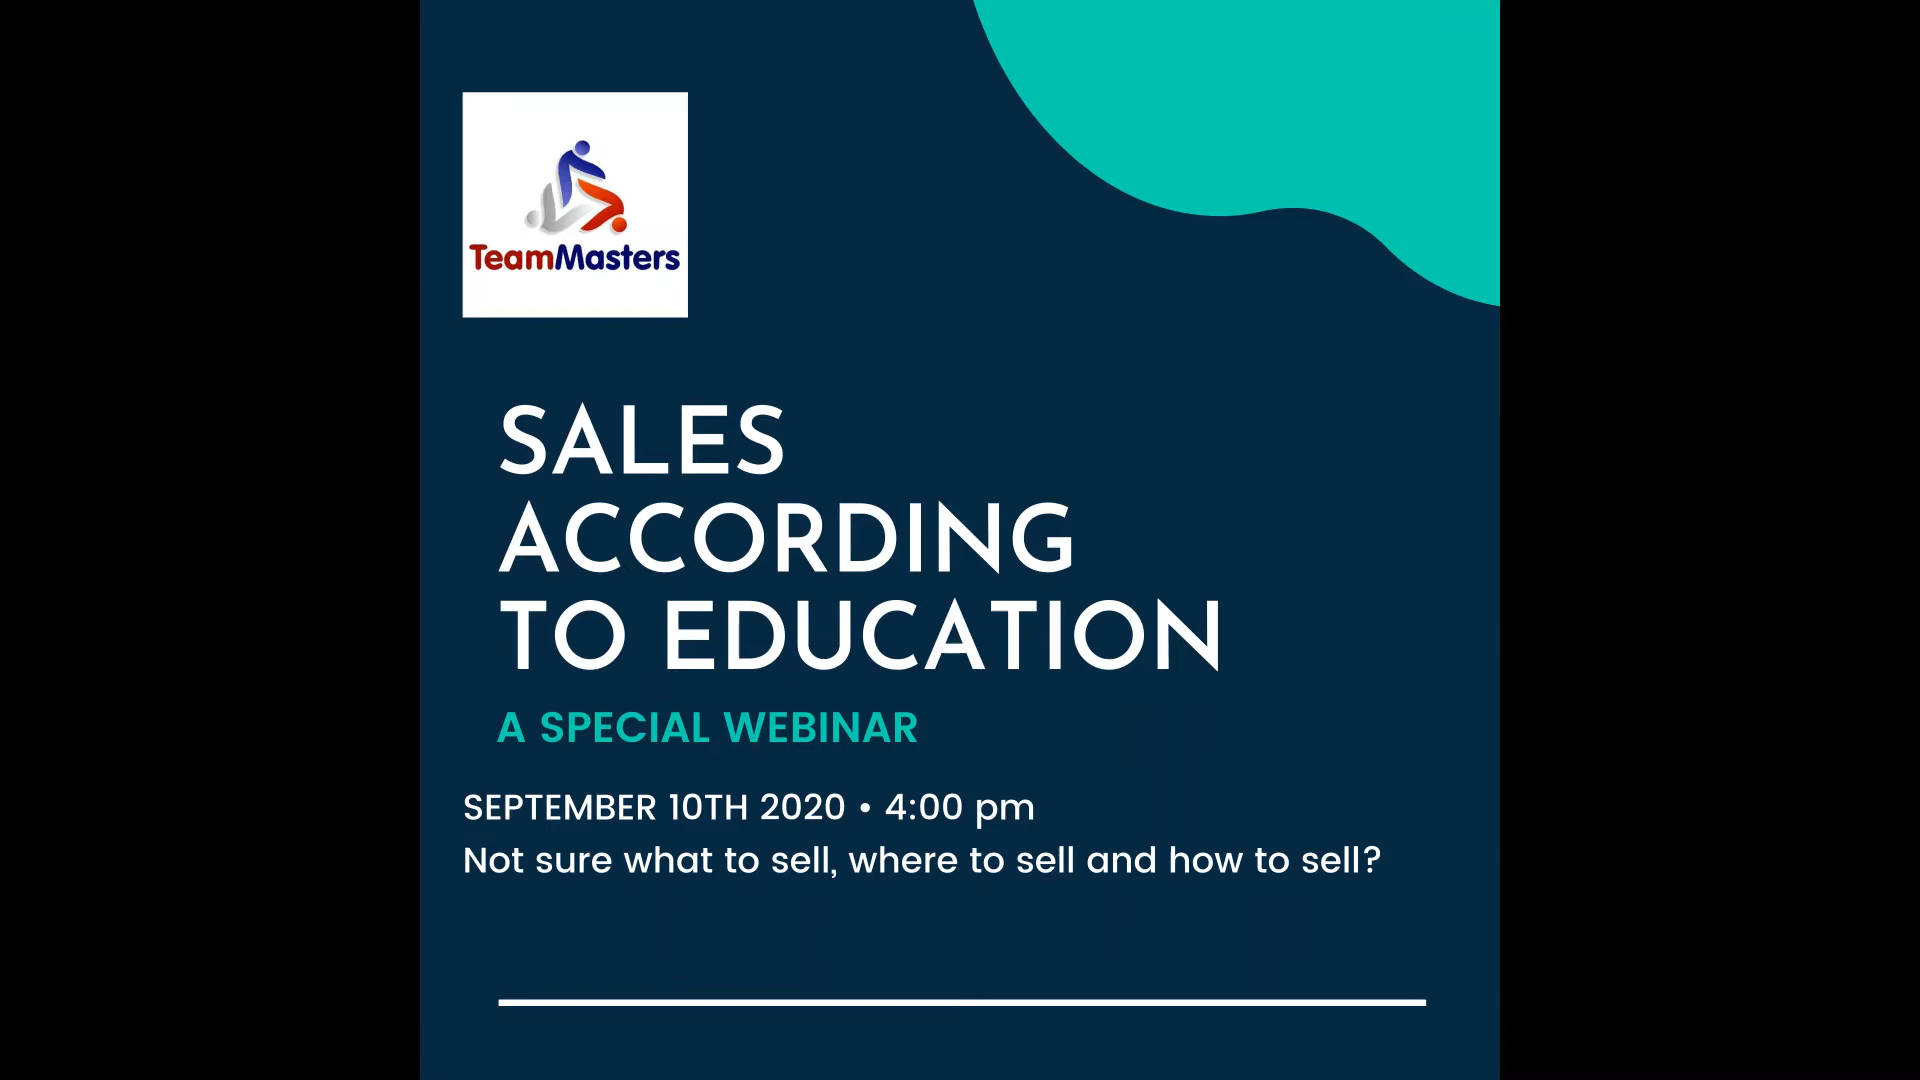 TeamMasters
SALES
ACCORDING
TO EDUCATION
A SPECIAL WEBINAR
SEPTEMBER 10TH 2020 • 4:00 pm
Not sure what to sell, where to sell and how to sell?